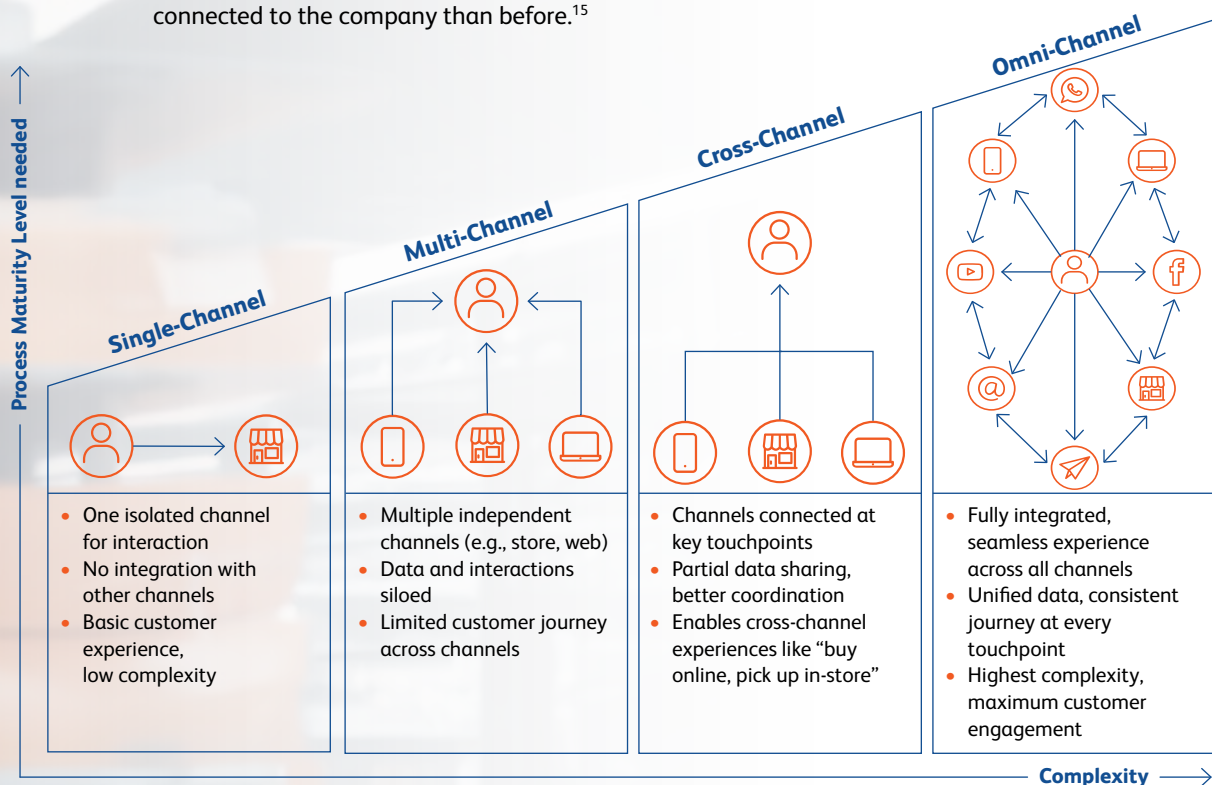 connected to the company than before.¹⁵
Process Maturity Level needed
Single-Channel
Multi-Channel
Cross-Channel
Omni-Channel
• One isolated channel
for interaction
• No integration with
other channels
• Basic customer
experience,
low complexity
• Multiple independent
channels (e.g., store, web)
• Data and interactions
siloed
• Limited customer journey
across channels
• Channels connected at
key touchpoints
• Partial data sharing,
better coordination
• Enables cross-channel
experiences like “buy
online, pick up in-store”
• Fully integrated,
seamless experience
across all channels
• Unified data, consistent
journey at every
touchpoint
• Highest complexity,
maximum customer
engagement
Complexity